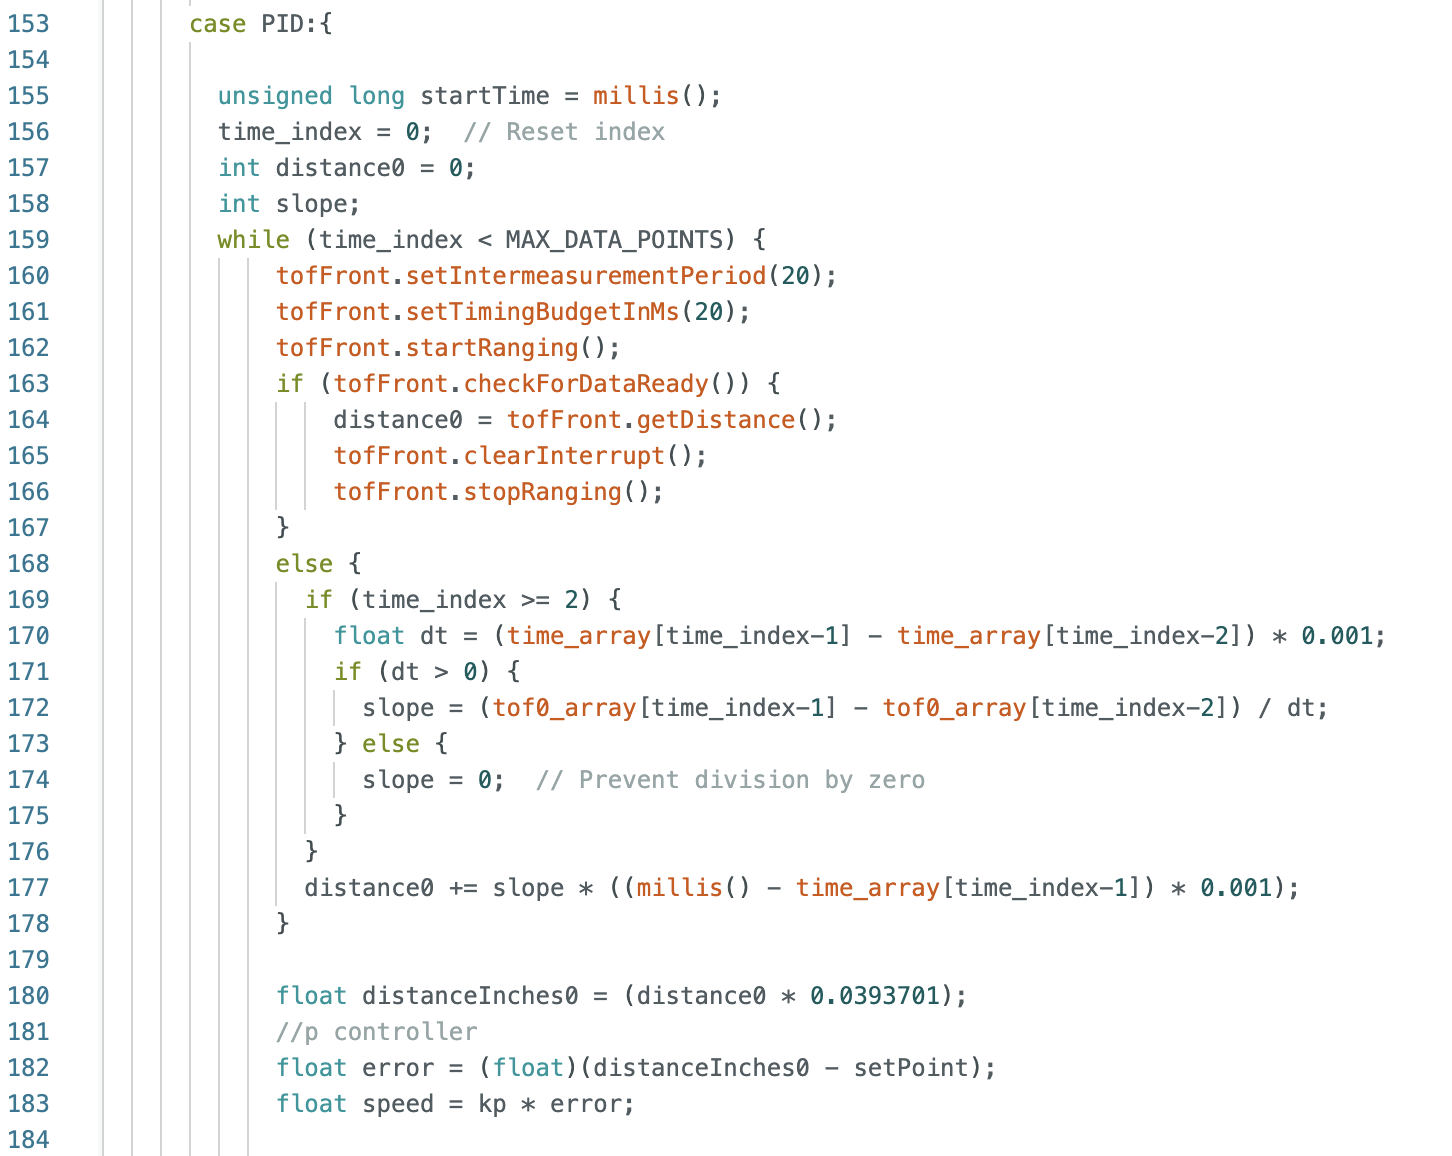 153 case PID:{
154
155 unsigned long startTime = millis();
156 time_index = 0;  // Reset index
157 int distance0 = 0;
158 int slope;
159 while (time_index < MAX_DATA_POINTS) {
160 tofFront.setIntermeasurementPeriod(20);
161 tofFront.setTimingBudgetInMs(20);
162 tofFront.startRanging();
163 if (tofFront.checkForDataReady()) {
164 distance0 = tofFront.getDistance();
165 tofFront.clearInterrupt();
166 tofFront.stopRanging();
167 }
168 else {
169 if (time_index >= 2) {
170 float dt = (time_array[time_index-1] - time_array[time_index-2]) * 0.001;
171 if (dt > 0) {
172 slope = (tof0_array[time_index-1] - tof0_array[time_index-2]) / dt;
173 } else {
174 slope = 0;  // Prevent division by zero
175 }
176 }
177 distance0 += slope * ((millis() - time_array[time_index-1]) * 0.001);
178 }
179
180 float distanceInches0 = (distance0 * 0.0393701);
181 //p controller
182 float error = (float)(distanceInches0 - setPoint);
183 float speed = kp * error;
184